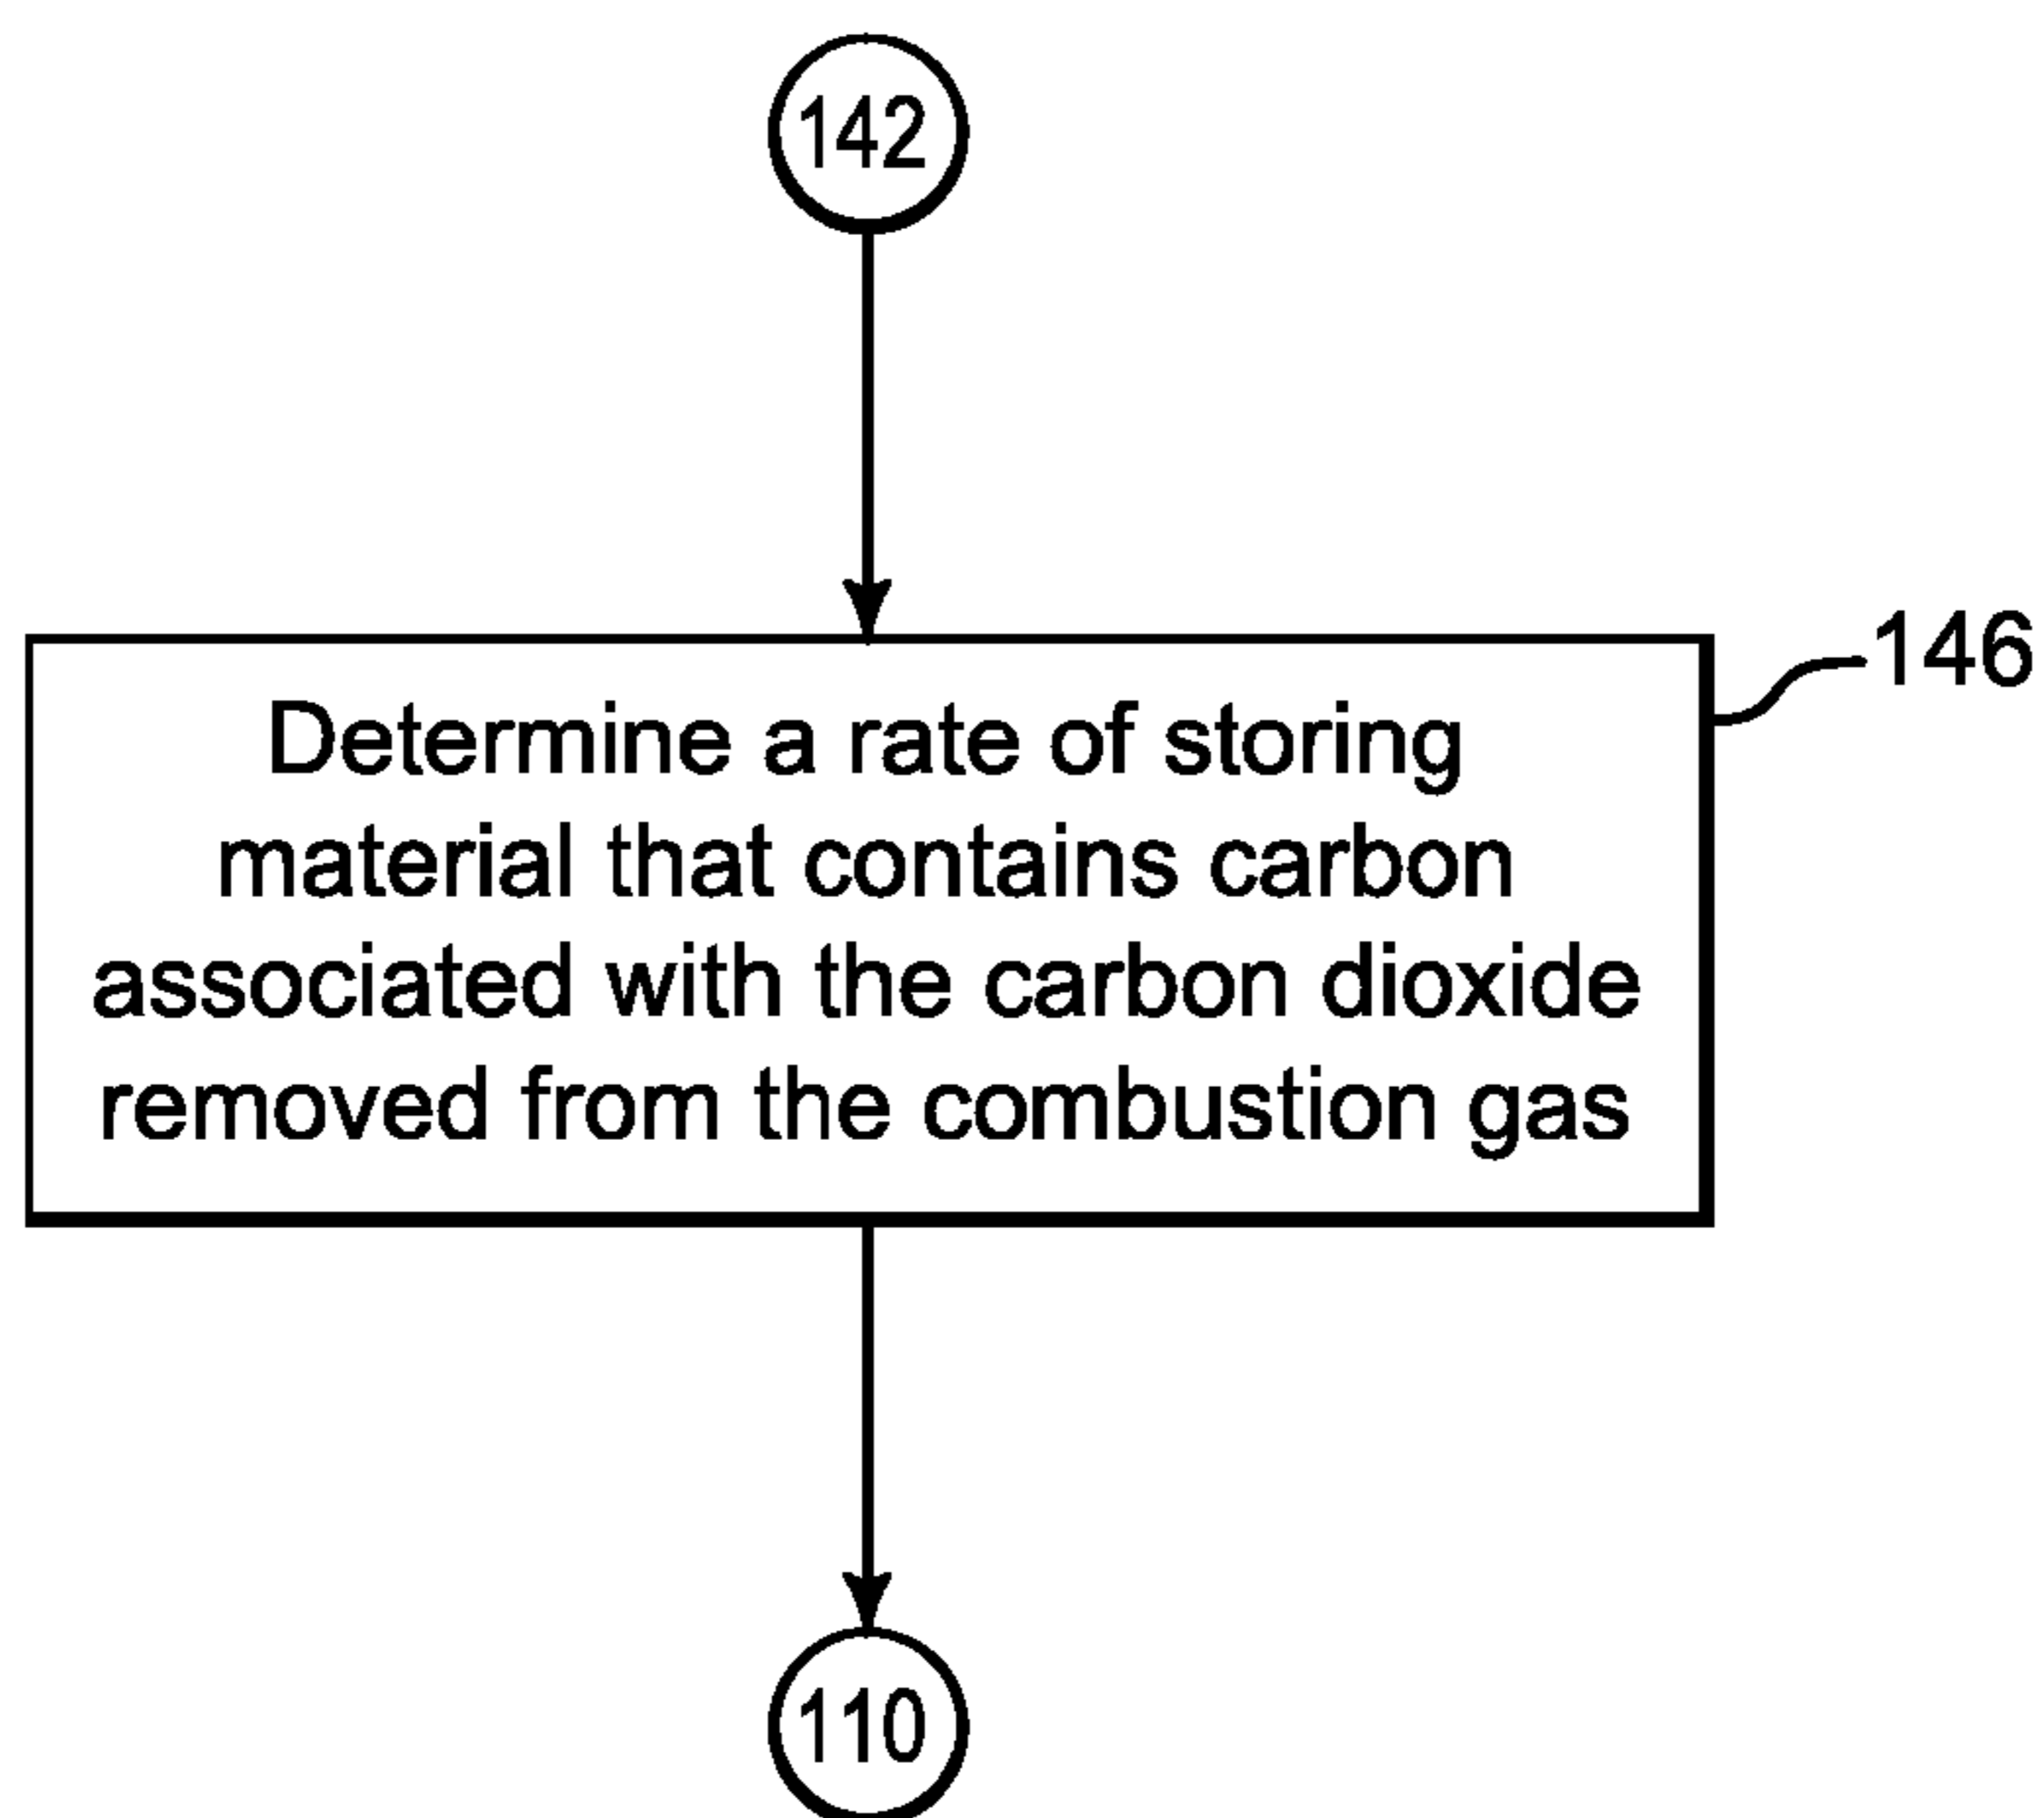 142
146
Determine a rate of storing
material that contains carbon
associated with the carbon dioxide
removed from the combustion gas
110